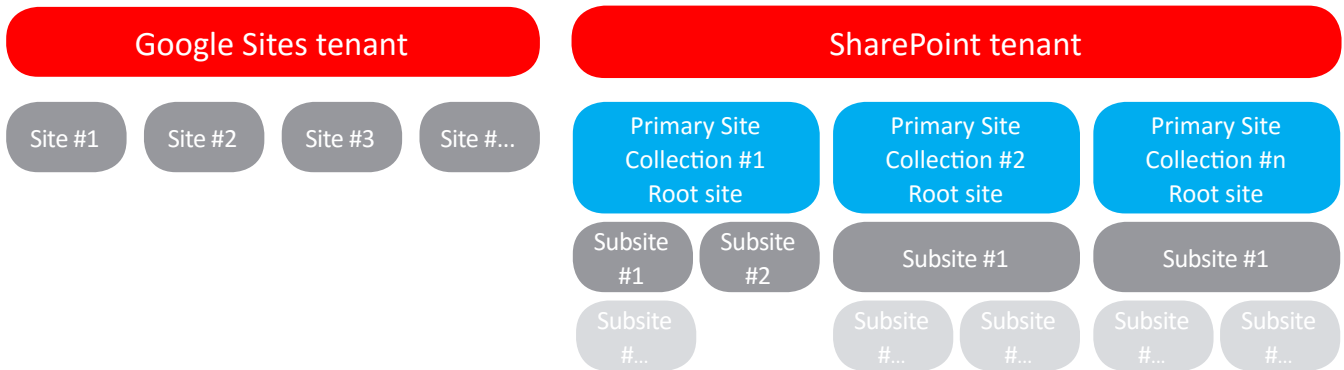 Google Sites tenant
Site #1
Site #2
Site #3
Site #...
SharePoint tenant
Primary Site
Collection #1
Root site
Primary Site
Collection #2
Root site
Primary Site
Collection #n
Root site
Subsite
#1
Subsite
#2
Subsite #1
Subsite #1
Subsite
#...
Subsite
#...
Subsite
#...
Subsite
#...
Subsite
#...